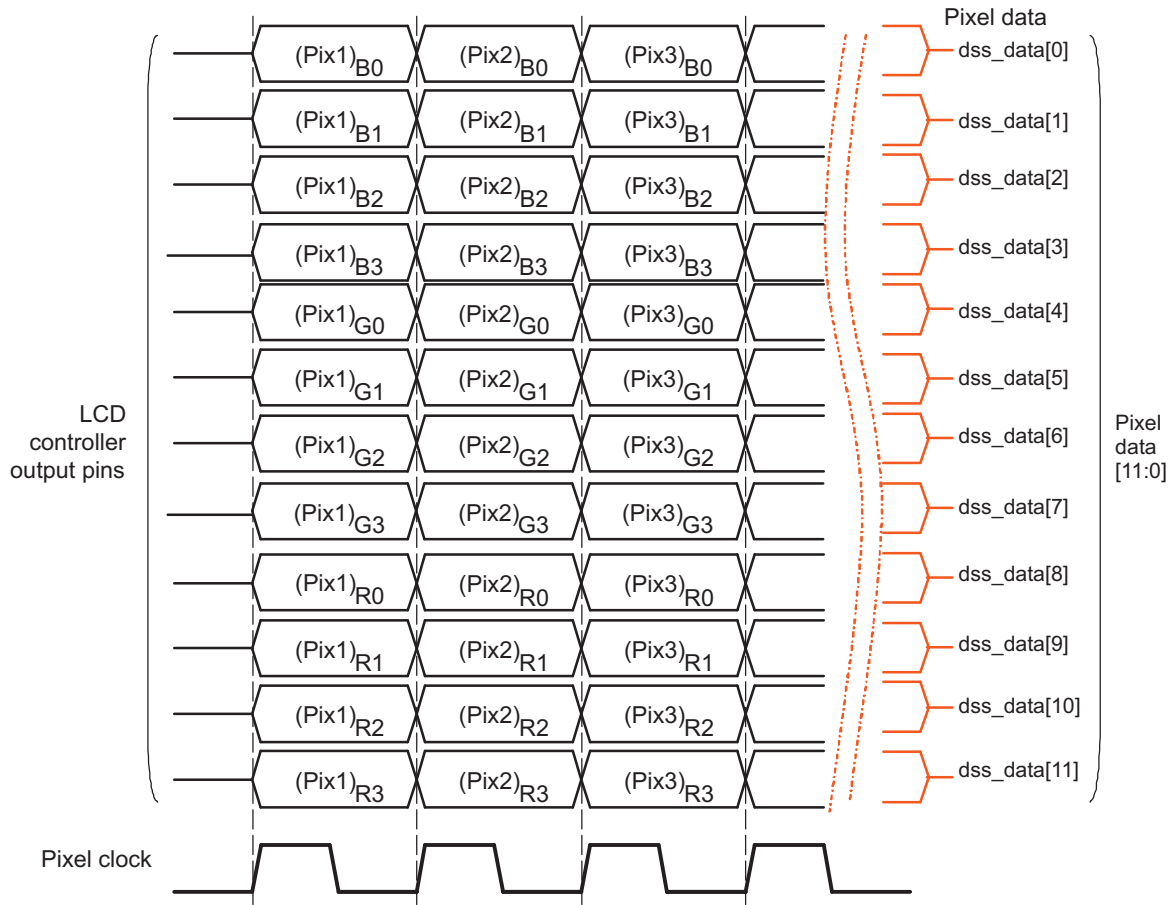 Pixel data
(Pix1)B0 (Pix2)B0 (Pix3)B0 dss_data[0]
(Pix1)B1 (Pix2)B1 (Pix3)B1 dss_data[1]
(Pix1)B2 (Pix2)B2 (Pix3)B2 dss_data[2]
(Pix1)B3 (Pix2)B3 (Pix3)B3 dss_data[3]
(Pix1)G0 (Pix2)G0 (Pix3)G0 dss_data[4]
(Pix1)G1 (Pix2)G1 (Pix3)G1 dss_data[5]
LCD
controller
output pins
(Pix1)G2 (Pix2)G2 (Pix3)G2 dss_data[6]
Pixel
data
[11:0]
(Pix1)G3 (Pix2)G3 (Pix3)G3 dss_data[7]
(Pix1)R0 (Pix2)R0 (Pix3)R0 dss_data[8]
(Pix1)R1 (Pix2)R1 (Pix3)R1 dss_data[9]
(Pix1)R2 (Pix2)R2 (Pix3)R2 dss_data[10]
(Pix1)R3 (Pix2)R3 (Pix3)R3 dss_data[11]
Pixel clock